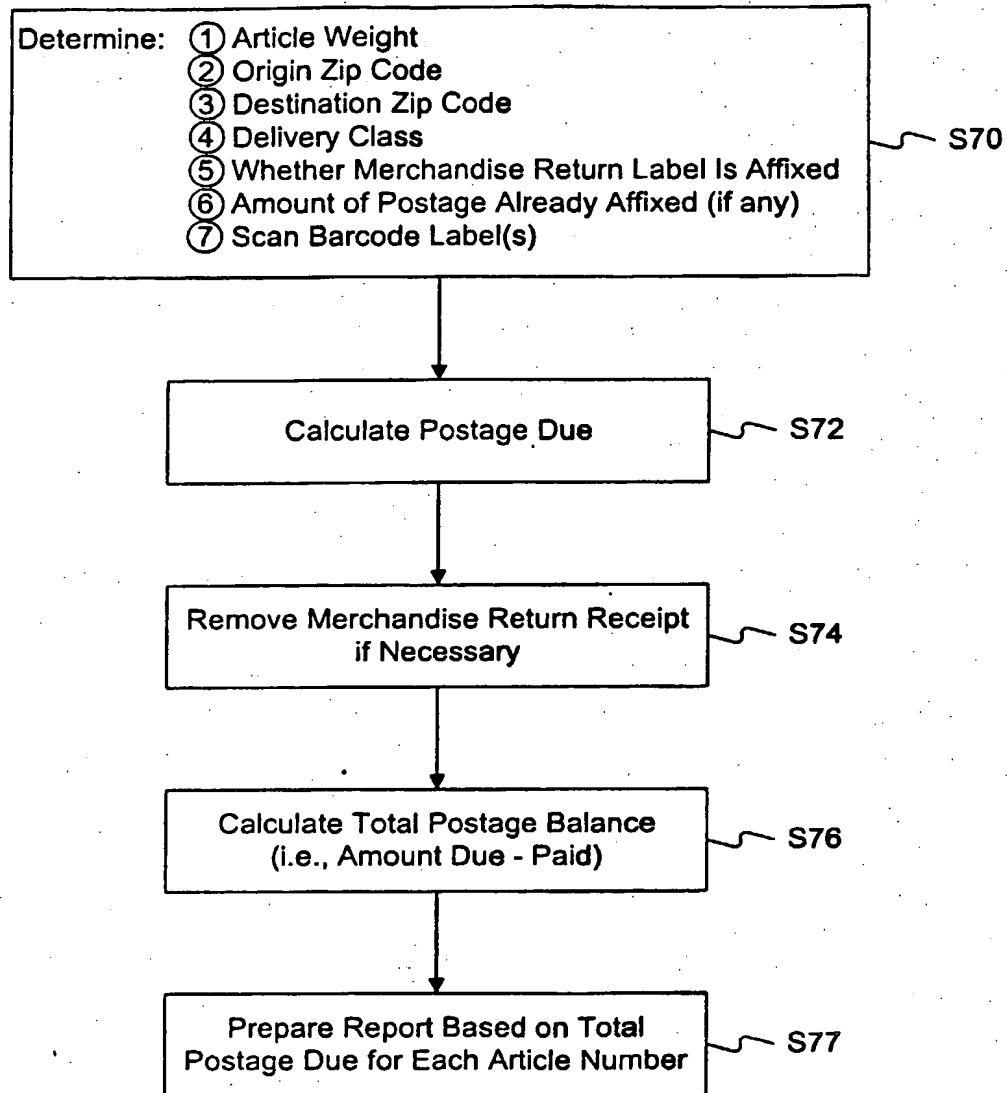 Determine: ① Article Weight
② Origin Zip Code
③ Destination Zip Code
④ Delivery Class
⑤ Whether Merchandise Return Label Is Affixed
⑥ Amount of Postage Already Affixed (if any)
⑦ Scan Barcode Label(s)
S70
Calculate Postage Due
S72
Remove Merchandise Return Receipt
if Necessary
S74
Calculate Total Postage Balance
(i.e., Amount Due - Paid)
S76
Prepare Report Based on Total
Postage Due for Each Article Number
S77